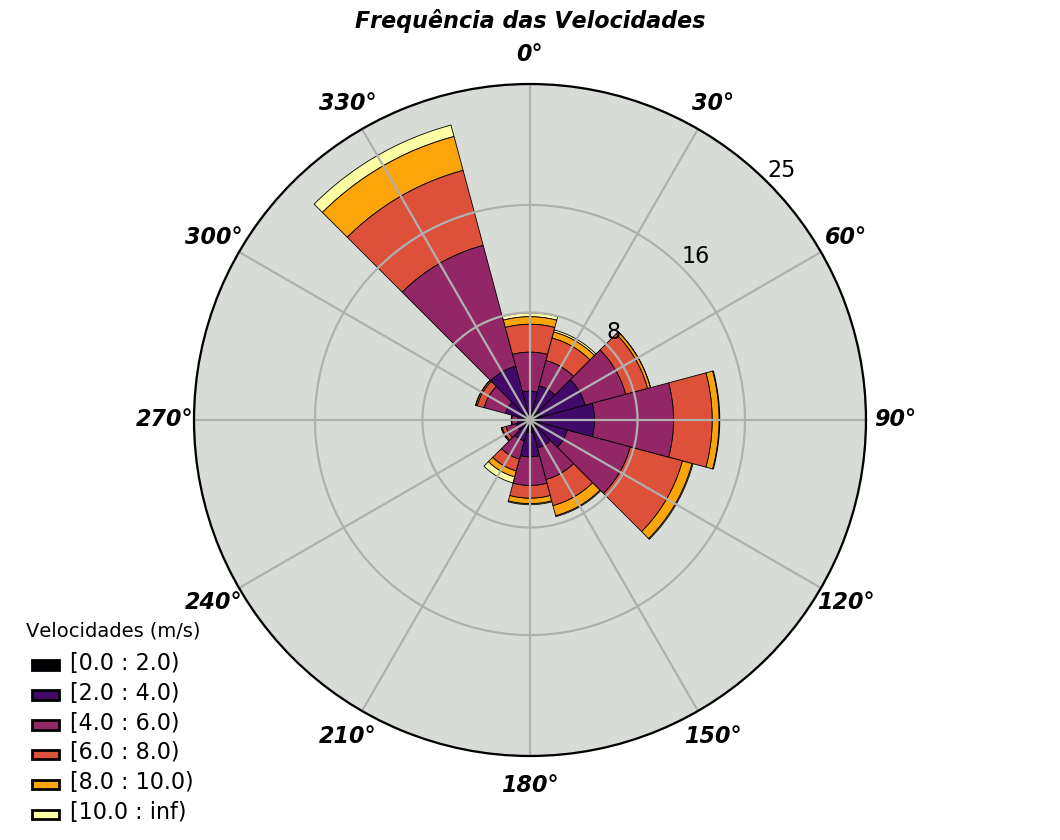 Frequência das Velocidades
0°
330°
30°
25
300°
60°
16
8
270°
90°
240°
120°
210°
150°
180°
Velocidades (m/s)
[0.0 : 2.0)
[2.0 : 4.0)
[4.0 : 6.0)
[6.0 : 8.0)
[8.0 : 10.0)
[10.0 : inf)